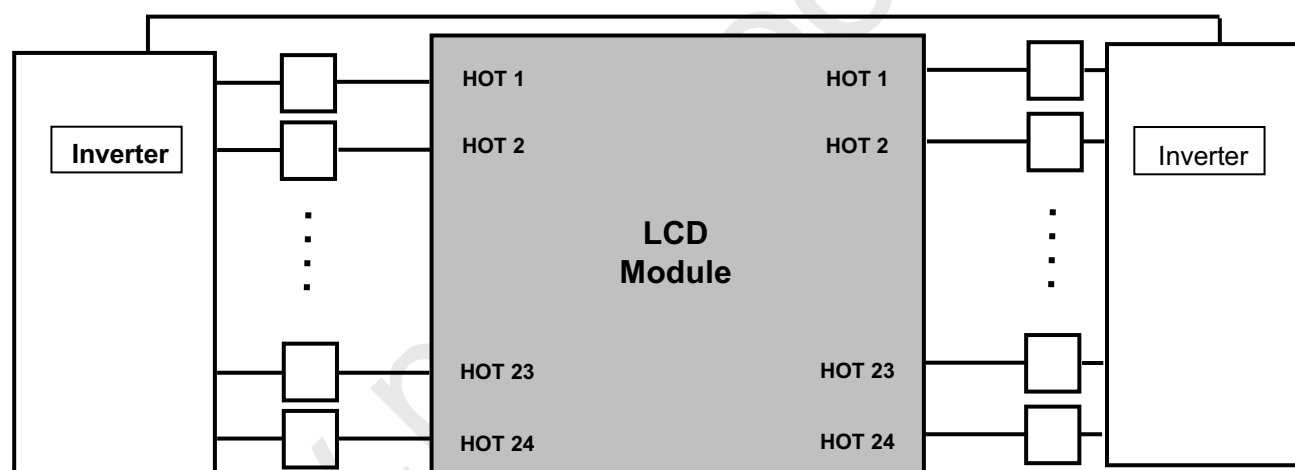 HOT 1
HOT 1
HOT 2
HOT 2
Inverter
Inverter
LCD
Module
HOT 23
HOT 23
HOT 24
HOT 24